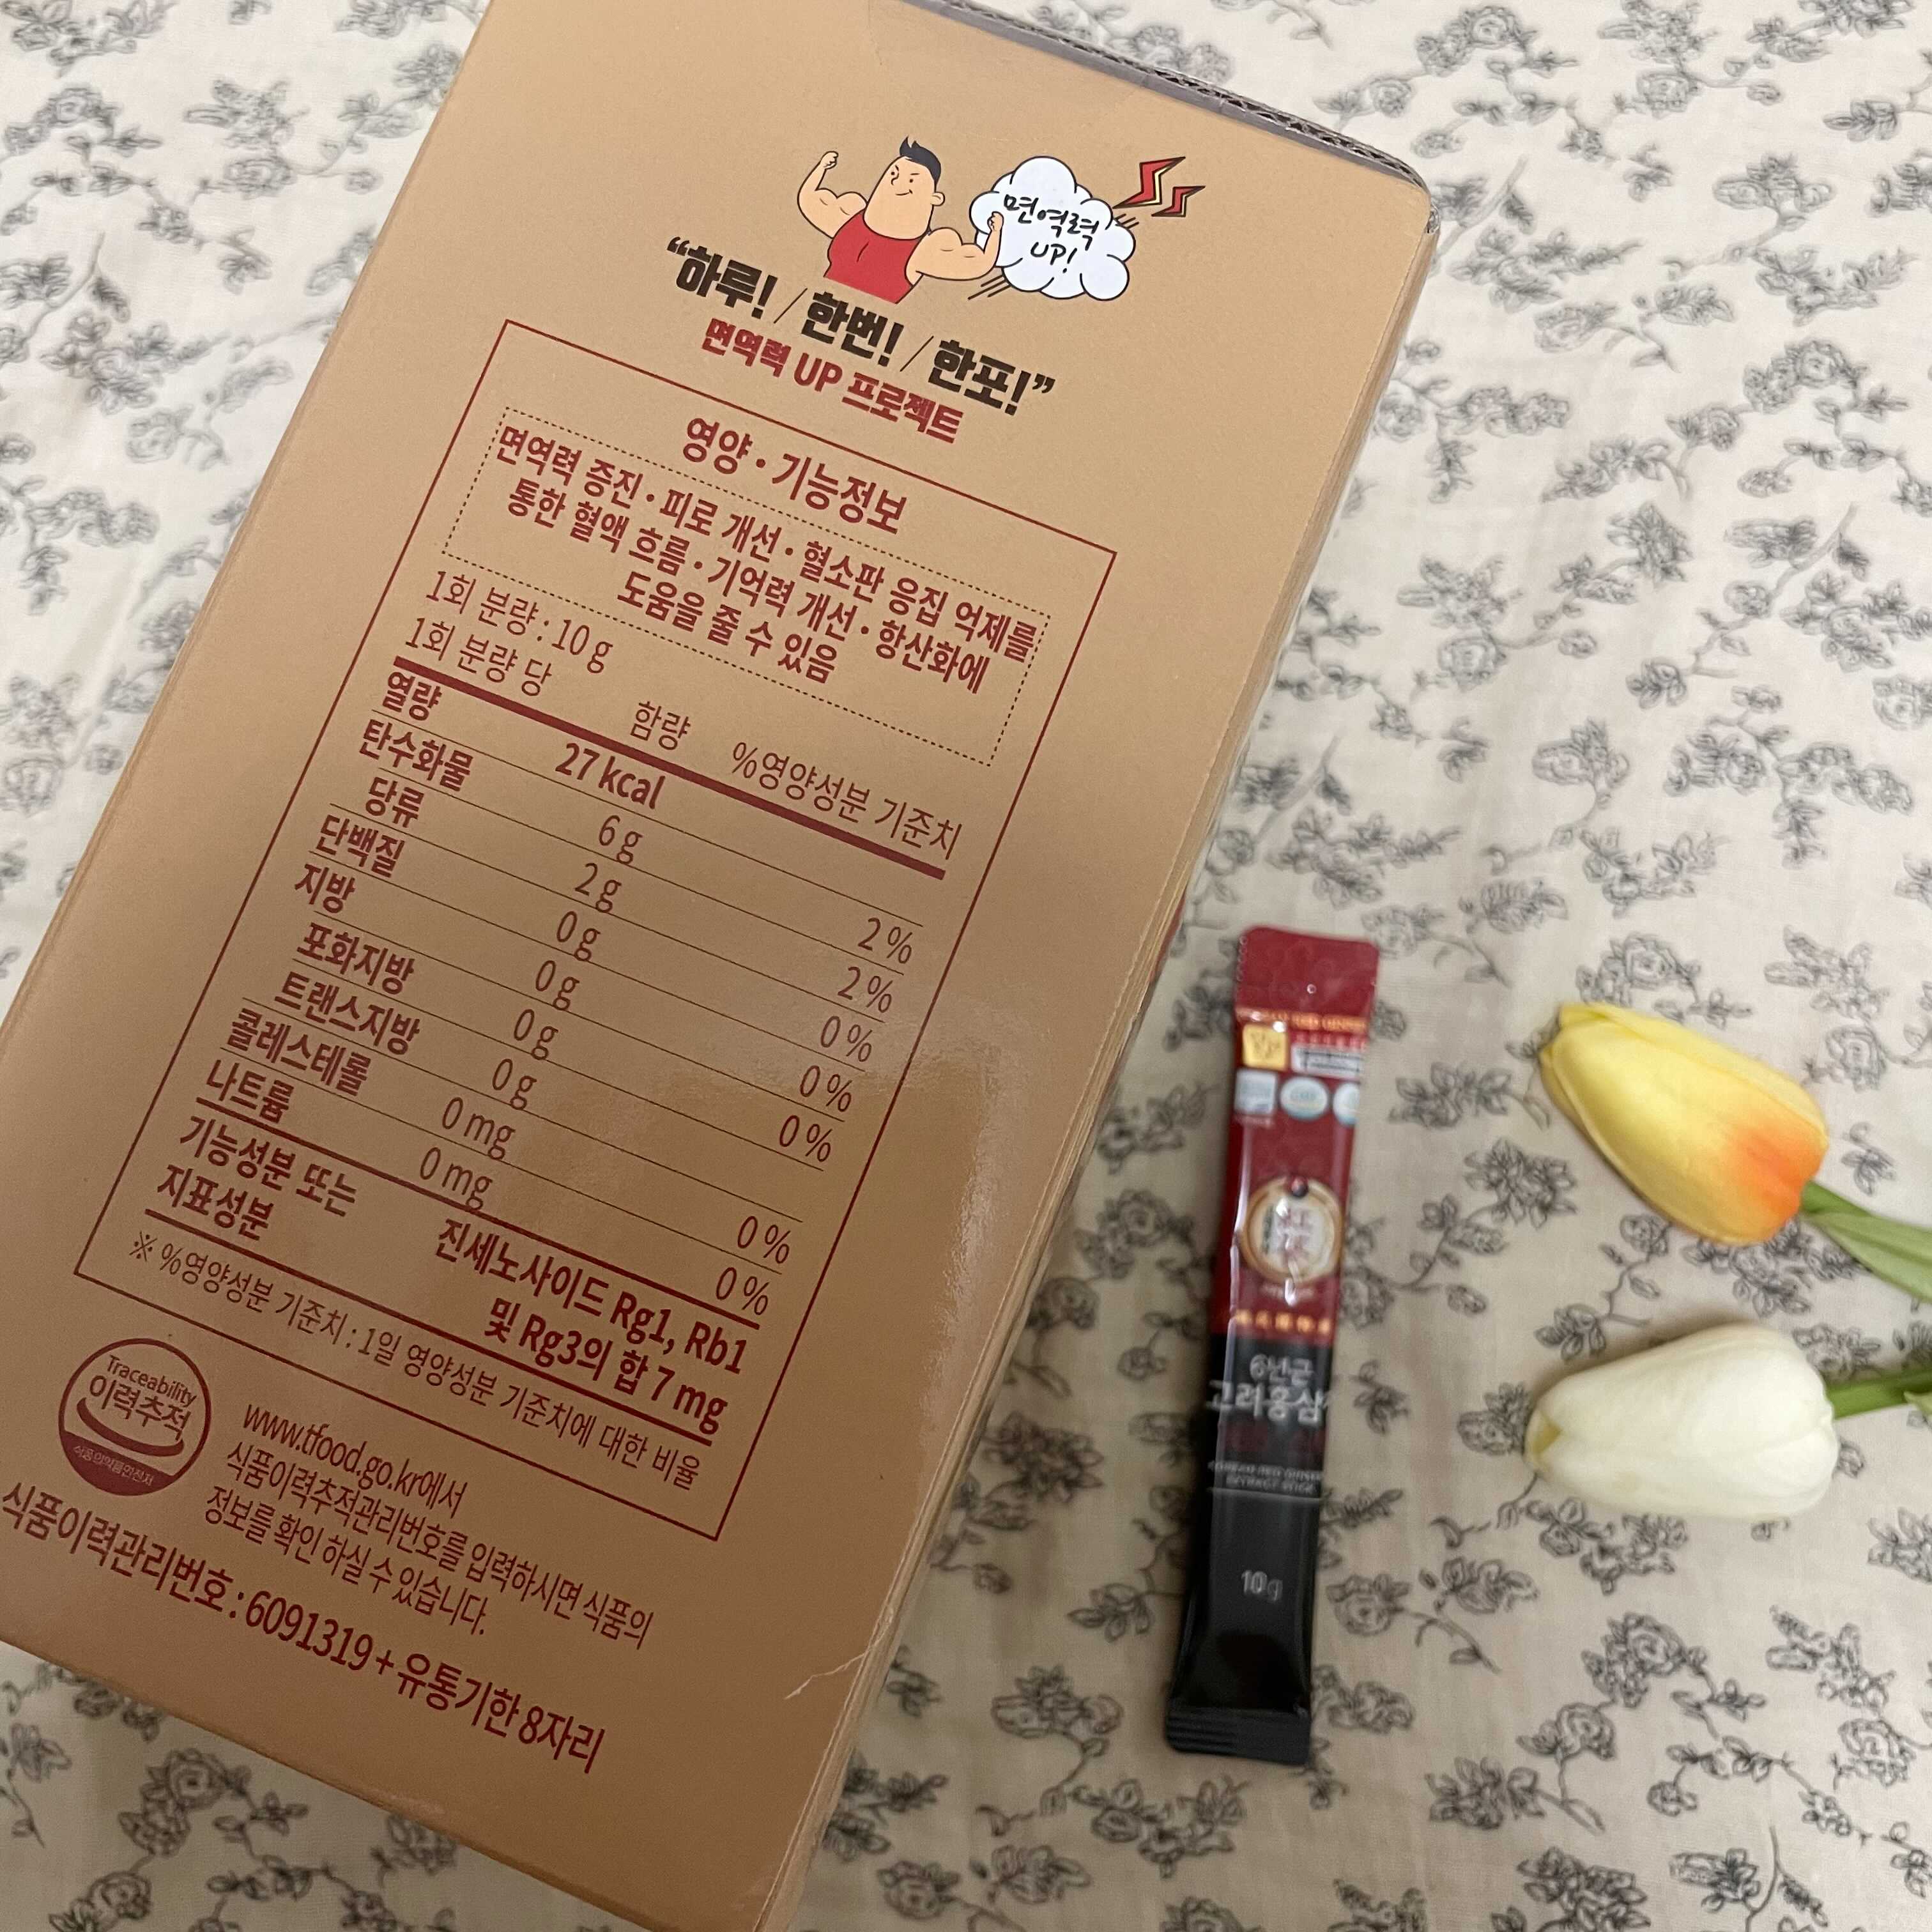 면역력
UP!
“하루! / 한번! / 한포!”
면역력 UP 프로젝트
영양 • 기능정보
면역력 증진 • 피로 개선 • 혈소판 응집 억제를
통한 혈액 흐름 • 기억력 개선 • 항산화에
도움을 줄 수 있음
1회 분량 : 10 g
1회 분량 당 함량 %영양성분 기준치
열량 27 kcal
탄수화물 6 g 2 %
당류 2 g 2 %
단백질 0 g 0 %
지방 0 g 0 %
포화지방 0 g 0 %
트랜스지방 0 g
콜레스테롤 0 mg 0 %
나트륨 0 mg 0 %
기능성분 또는 진세노사이드 Rg1, Rb1
지표성분 및 Rg3의 합 7 mg
※ %영양성분 기준치 : 1일 영양성분 기준치에 대한 비율
Traceability
이력추적
식품의약품안전처
www.tfood.go.kr에서
식품이력추적관리번호를 입력하시면 식품의
정보를 확인 하실 수 있습니다.
식품이력관리번호 : 6091319 + 유통기한 8자리
6년근
고려홍삼
KOREAN RED GINSENG
10g